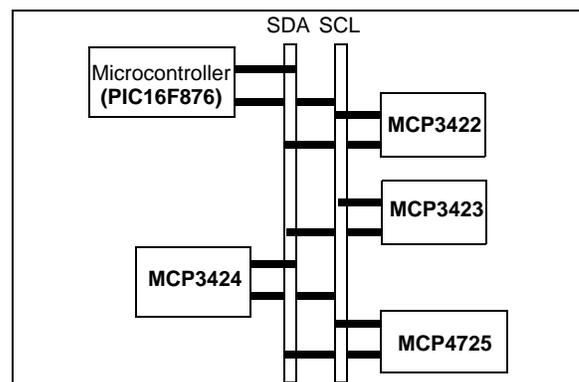 SDA SCL
Microcontroller
(PIC16F876)
MCP3422
MCP3423
MCP3424
MCP4725